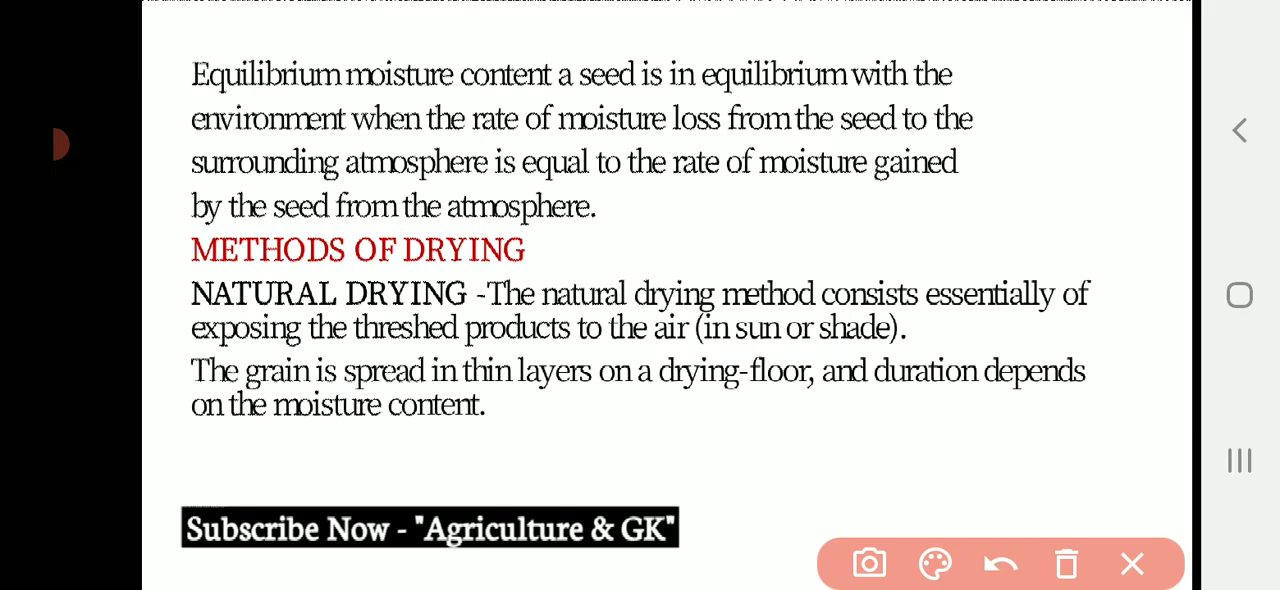 Equilibrium moisture content a seed is in equilibrium with the
environment when the rate of moisture loss from the seed to the
surrounding atmosphere is equal to the rate of moisture gained
by the seed from the atmosphere.
METHODS OF DRYING
NATURAL DRYING -The natural drying method consists essentially of
exposing the threshed products to the air (in sun or shade).
The grain is spread in thin layers on a drying-floor, and duration depends
on the moisture content.
Subscribe Now - "Agriculture & GK"